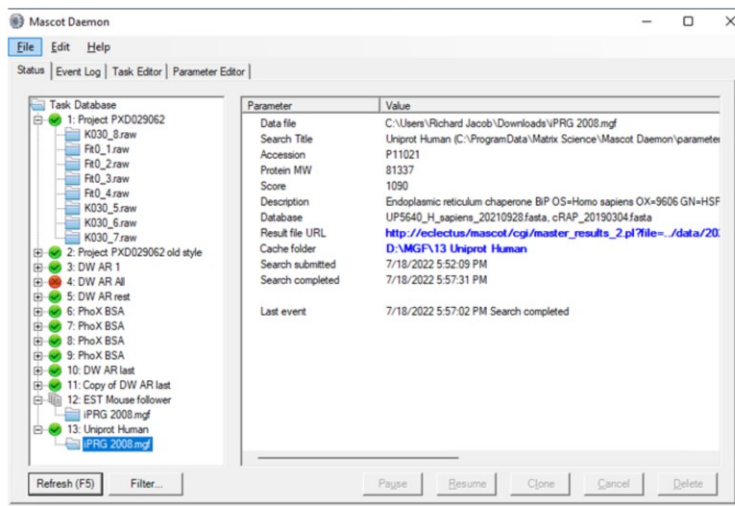 Mascot Daemon
File Edit Help
Status Event Log Task Editor Parameter Editor
Task Database
1: Project PXD029062
K030_8.raw
Fit0_1.raw
Fit0_2.raw
Fit0_3.raw
Fit0_4.raw
K030_5.raw
K030_6.raw
K030_7.raw
2: Project PXD029062 old style
3: DW AR 1
4: DW AR All
5: DW AR rest
6: PhoX BSA
7: PhoX BSA
8: PhoX BSA
9: PhoX BSA
10: DW AR last
11: Copy of DW AR last
12: EST Mouse follower
iPRG 2008.mgf
13: Uniprot Human
iPRG 2008.mgf
Parameter Value
Data file C:\Users\Richard Jacob\Downloads\iPRG 2008.mgf
Search Title Uniprot Human (C:\ProgramData\Matrix Science\Mascot Daemon\parameter
Accession P11021
Protein MW 81337
Score 1090
Description Endoplasmic reticulum chaperone BiP OS=Homo sapiens OX=9606 GN=HSF
Database UP5640_H_sapiens_20210928.fasta, cRAP_20190304.fasta
Result file URL http://eclectus/mascot/cgi/master_results_2.pl?file=../data/20
Cache folder D:\MGF\13 Uniprot Human
Search submitted 7/18/2022 5:52:09 PM
Search completed 7/18/2022 5:57:31 PM
Last event 7/18/2022 5:57:02 PM Search completed
Refresh (F5) Filter... Pause Resume Clone Cancel Delete